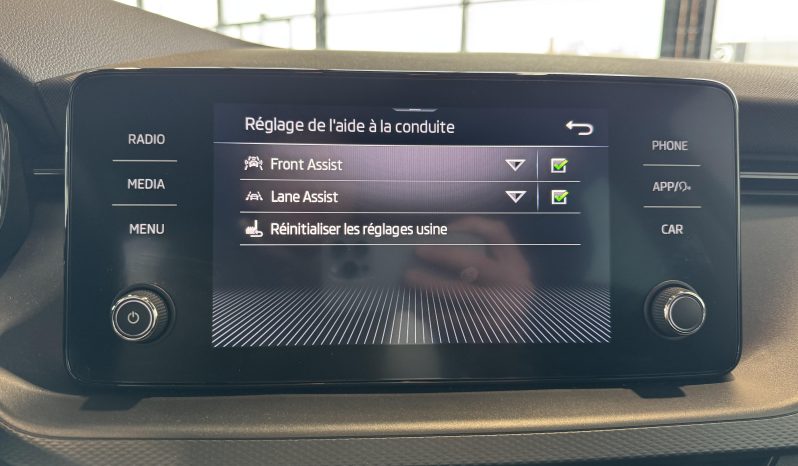 Réglage de l'aide à la conduite
RADIO
PHONE
Front Assist
MEDIA
APP/
Lane Assist
MENU
Réinitialiser les réglages usine
CAR